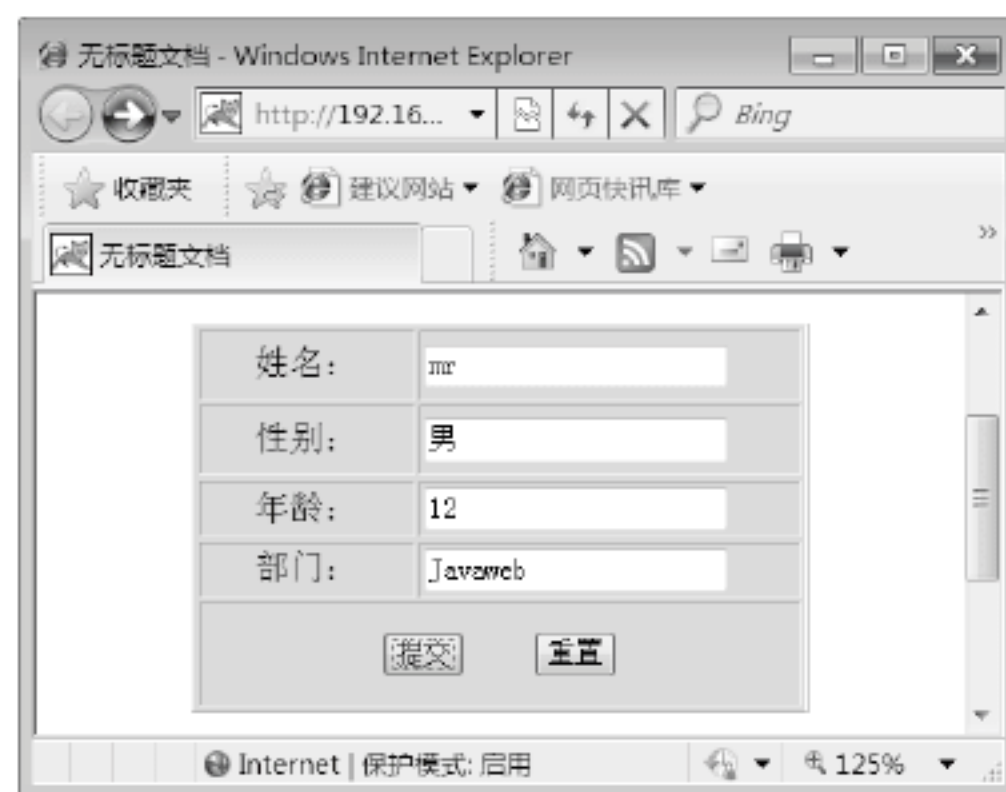 无标题文档 - Windows Internet Explorer
http://192.16... Bing
收藏夹 建议网站 网页快讯库
无标题文档 »
姓名： mr
性别： 男
年龄： 12
部门： Javaweb
提交 重置
Internet | 保护模式: 启用 125%